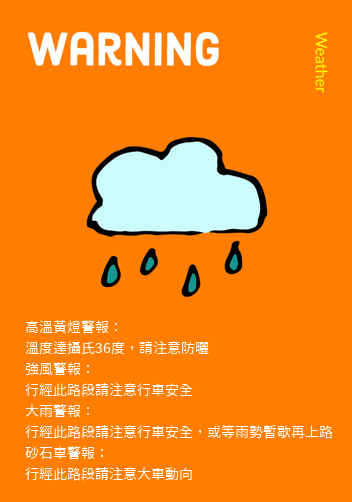 WARNING
Weather
高溫黃燈警報：
溫度達攝氏36度，請注意防曬
強風警報：
行經此路段請注意行車安全
大雨警報：
行經此路段請注意行車安全，或等雨勢暫歇再上路
砂石車警報：
行經此路段請注意大車動向